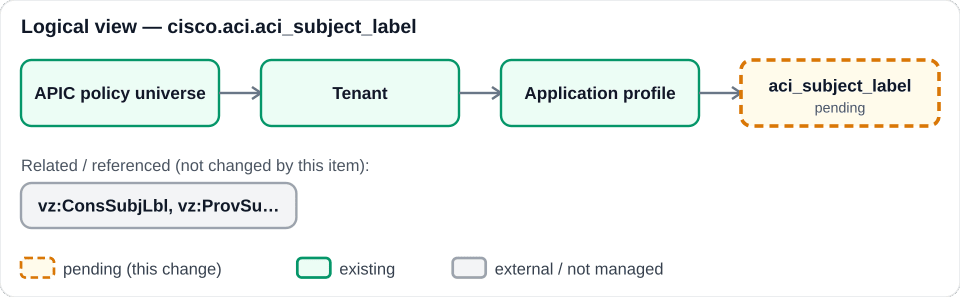 Logical view — cisco.aci.aci_subject_label
APIC policy universe
Tenant
Application profile
aci_subject_label
pending
Related / referenced (not changed by this item):
vz:ConsSubjLbl, vz:ProvSu…
pending (this change)
existing
external / not managed